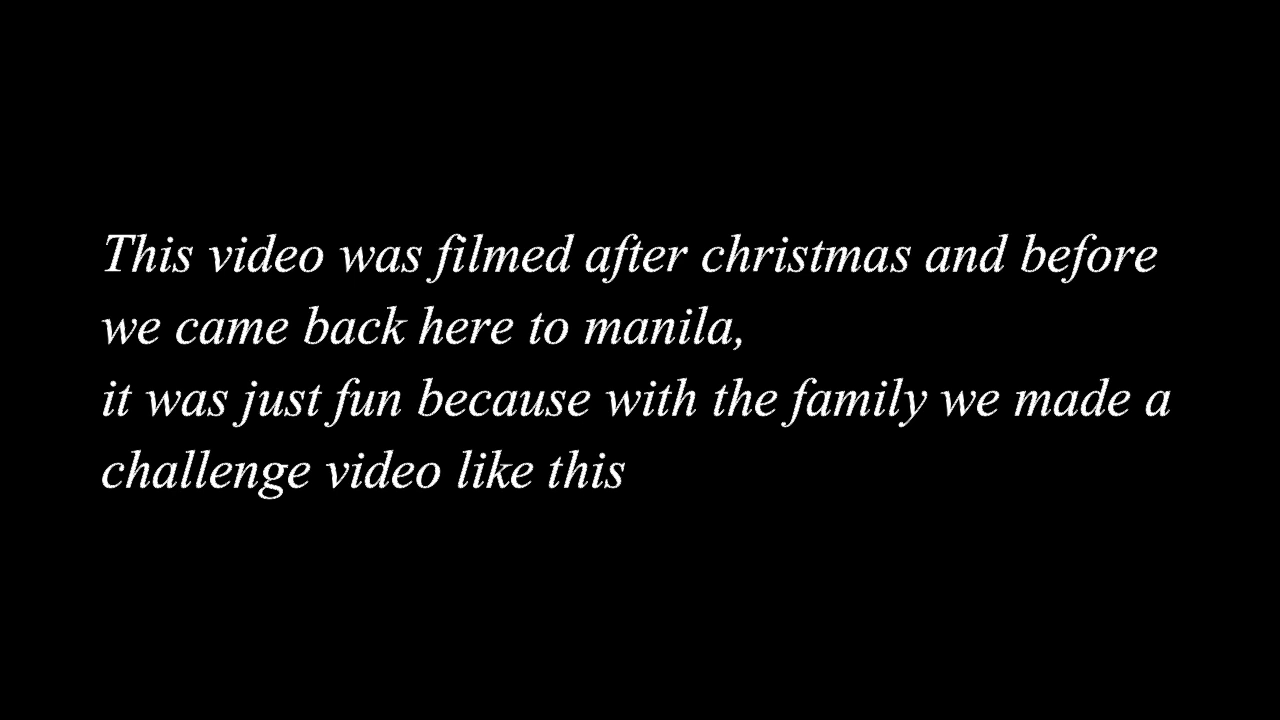 This video was filmed after christmas and before
we came back here to manila,
it was just fun because with the family we made a
challenge video like this